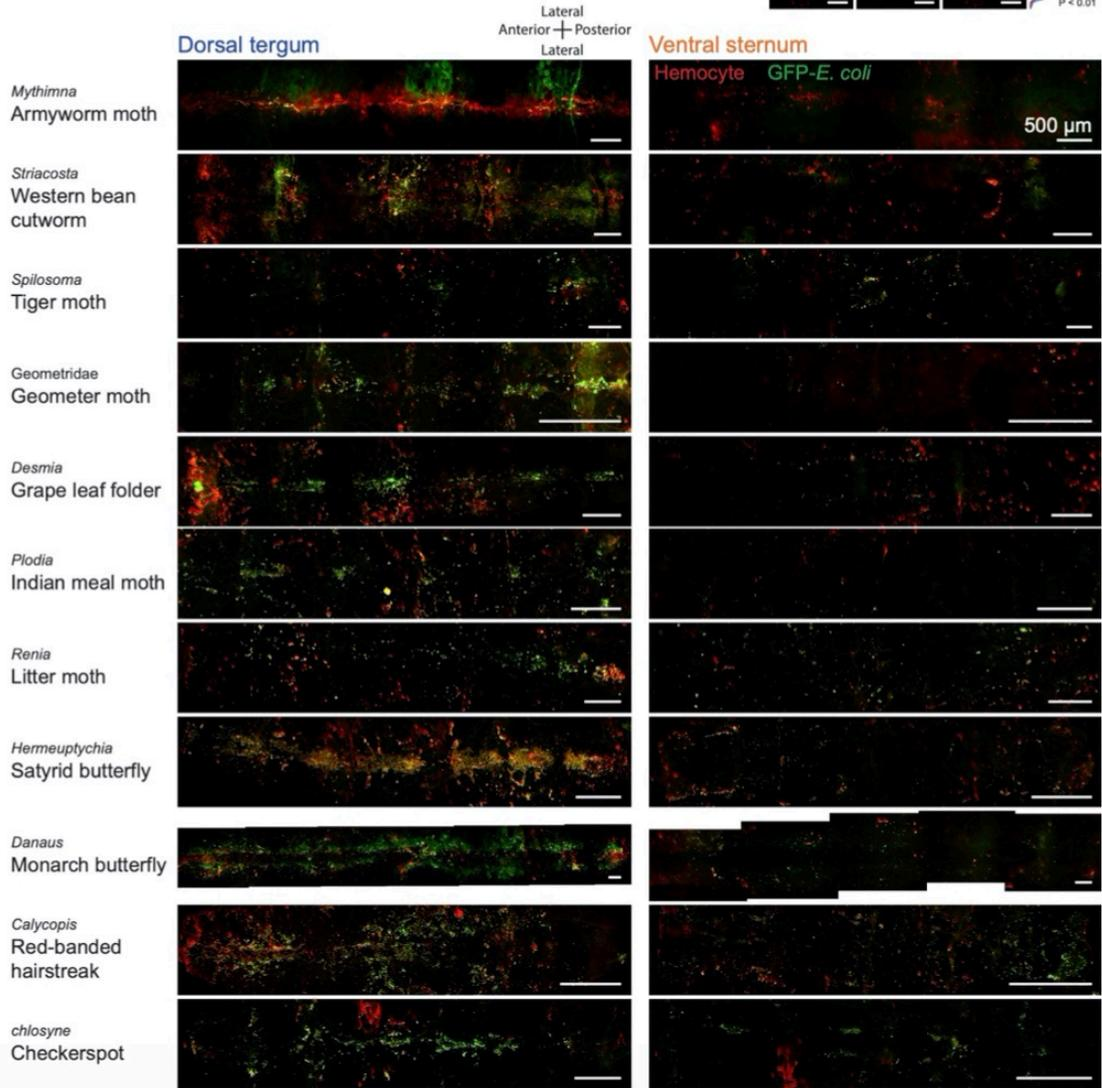 P < 0.01
Lateral
Anterior Posterior
Lateral
Dorsal tergum
Ventral sternum
Mythimna
Armyworm moth
Hemocyte GFP-E. coli
500 µm
Striacosta
Western bean
cutworm
Spilosoma
Tiger moth
Geometridae
Geometer moth
Desmia
Grape leaf folder
Plodia
Indian meal moth
Renia
Litter moth
Hermeuptychia
Satyrid butterfly
Danaus
Monarch butterfly
Calycopis
Red-banded
hairstreak
chlosyne
Checkerspot